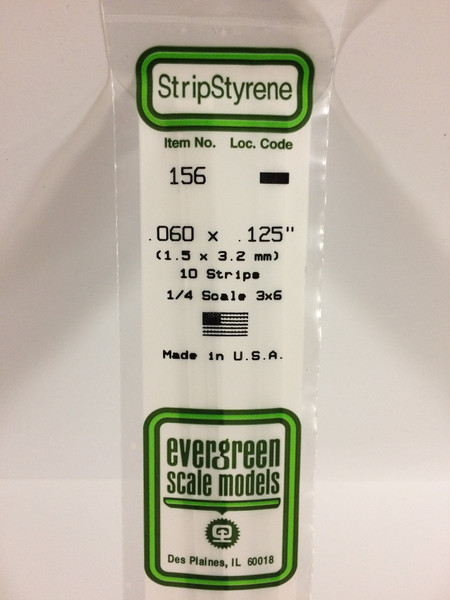 StripStyrene
Item No. Loc. Code
156
.060 x .125"
(1.5 x 3.2 mm)
10 Strips
1/4 Scale 3x6
Made in U.S.A.
evergreen
scale models
Des Plaines, IL 60018